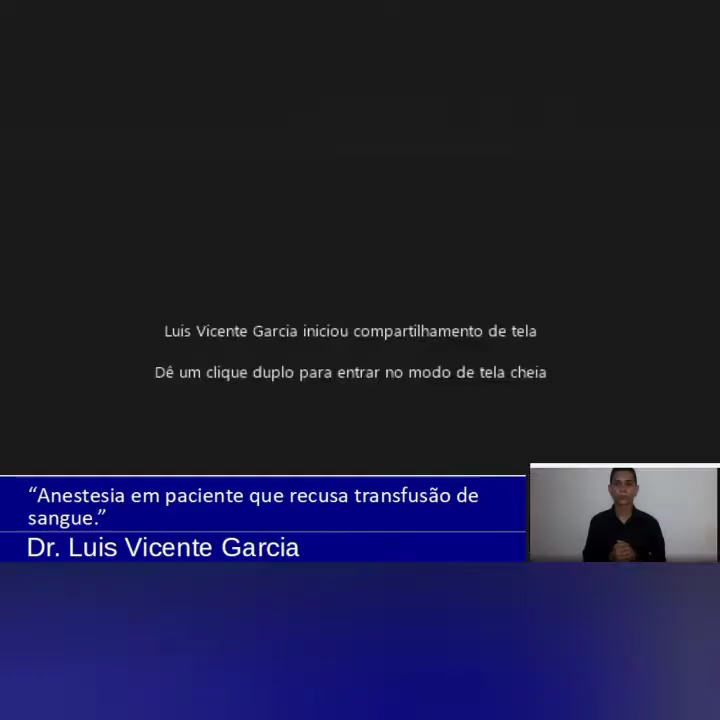 Luis Vicente Garcia iniciou compartilhamento de tela
Dê um clique duplo para entrar no modo de tela cheia
“Anestesia em paciente que recusa transfusão de
sangue.”
Dr. Luis Vicente Garcia